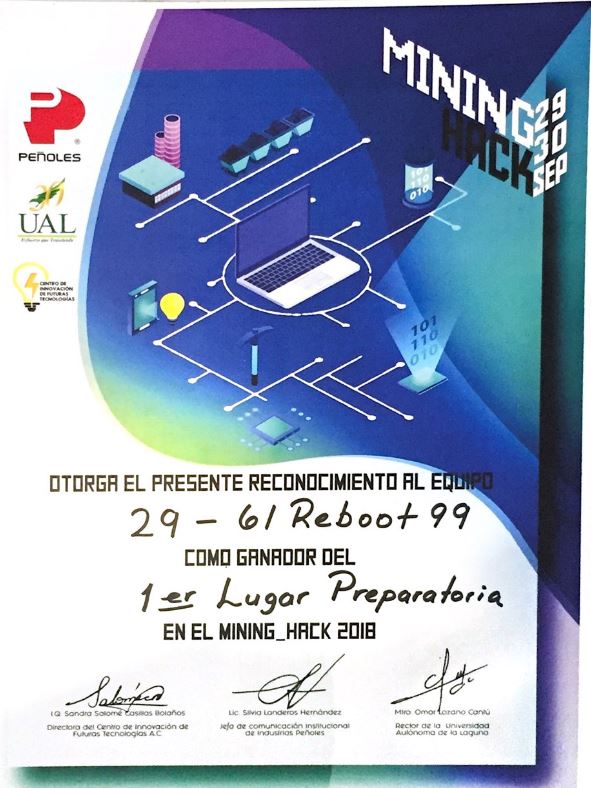 MINING
HACK
29
30
SEP
PEÑOLES
®
UAL
CENTRO DE
INNOVACIÓN
DE FUTURAS
TECNOLOGÍAS
101
110
010
101
110
010
OTORGA EL PRESENTE RECONOCIMIENTO AL EQUIPO
29 - 61 Reboot 99
COMO GANADOR DEL
1er Lugar Preparatoria
EN EL MINING_HACK 2018
I.Q. Sandra Salomé Casillas Bolaños
Directora del Centro de Innovación de
Futuras Tecnologías A.C.
Lic. Silvia Landeros Hernández
Jefa de comunicación Institucional
de Industrias Peñoles
Mtro. Omar Lozano Cantú
Rector de la Universidad
Autónoma de la Laguna